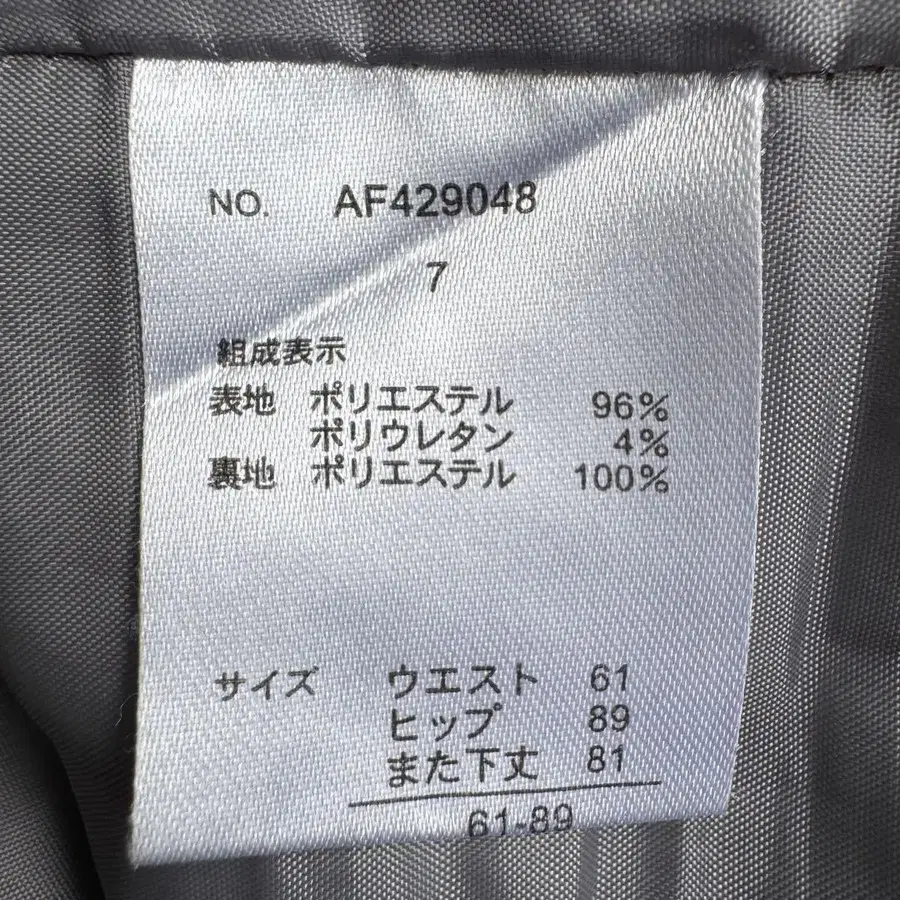 NO. AF429048
7
組成表示
表地 ポリエステル 96%
ポリウレタン 4%
裏地 ポリエステル 100%
サイズ ウエスト 61
ヒップ 89
また下丈 81
61-89